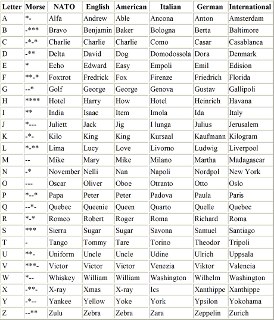 Letter Morse NATO English American Italian German International
A *- Alfa Andrew Able Ancona Anton Amsterdam
B -*** Bravo Benjamin Baker Bologna Berta Baltimore
C -*-* Charlie Charlie Charlie Como Casar Casablanca
D -** Delta David Dog Domodossola Dora Denmark
E * Echo Edward Easy Empoli Emil Edison
F **-* Foxtrot Fredrick Fox Firenze Friedrich Florida
G --* Golf George George Genova Gustav Gallipoli
H **** Hotel Harry How Hotel Heinrich Havana
I ** India Isaac Item Imola Ida Italy
J *--- Juliett Jack Jig I lunga Julius Jerusalem
K -*- Kilo King King Kursaal Kaufmann Kilogram
L *-** Lima Lucy Love Livorno Ludwig Liverpool
M -- Mike Mary Mike Milano Martha Madagascar
N -* November Nelli Nan Napoli Nordpol New York
O --- Oscar Oliver Oboe Otranto Otto Oslo
P *--* Papa Peter Peter Padova Paula Paris
Q --*- Quebec Queenie Queen Quarto Quelle Quebec
R *-* Romeo Robert Roger Roma Richard Roma
S *** Sierra Sugar Sugar Savona Samuel Santiago
T - Tango Tommy Tare Torino Theodor Tripoli
U **- Uniform Uncle Uncle Udine Ulrich Uppsala
V ***- Victor Victor Victor Venezia Viktor Valencia
W *-- Whiskey William William Washington Wilhelm Washington
X -**- X-ray Xmas X-ray Ics Xanthippe Xanthippe
Y -*-- Yankee Yellow Yoke York Ypsilon Yokohama
Z --** Zulu Zebra Zebra Zara Zeppelin Zurich